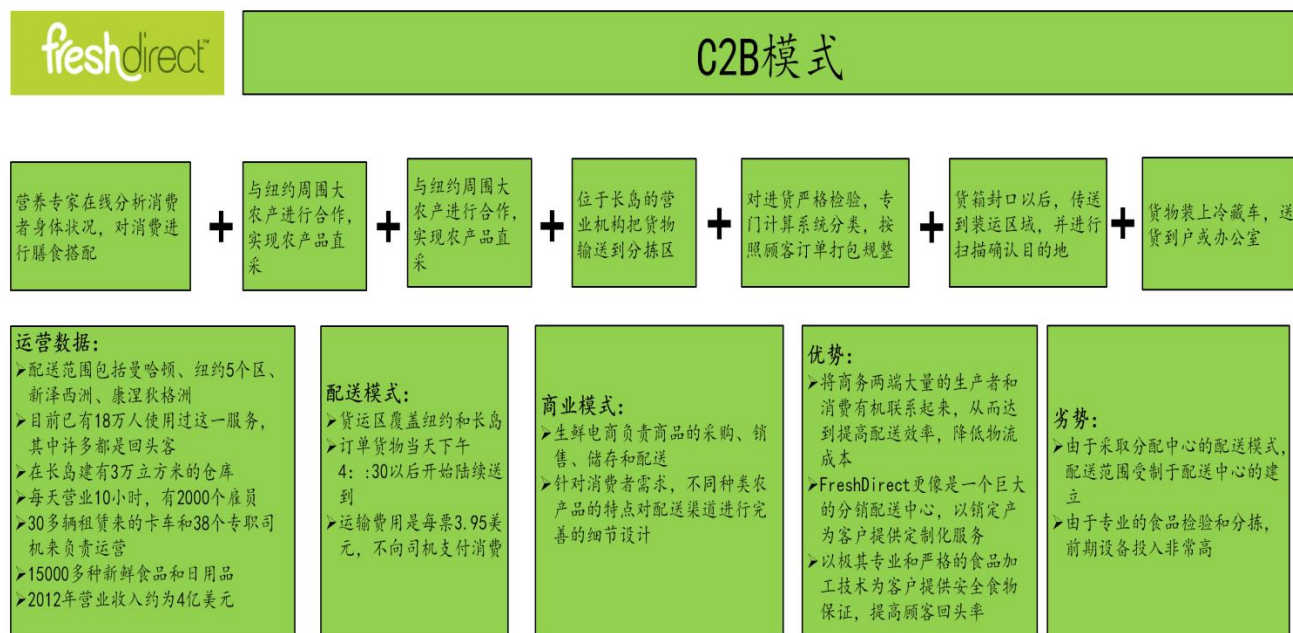 freshdirect™
C2B模式
营养专家在线分析消费
者身体状况，对消费进
行膳食搭配
+
与纽约周围大
农产进行合作，
实现农产品直
采
+
与纽约周围大
农产进行合作，
实现农产品直
采
+
位于长岛的营
业机构把货物
输送到分拣区
+
对进货严格检验，专
门计算系统分类，按
照顾客订单打包规整
+
货箱封口以后，传送
到装运区域，并进行
扫描确认目的地
+
货物装上冷藏车，送
货到户或办公室
运营数据：
➢配送范围包括曼哈顿、纽约5个区、
新泽西洲、康涅狄格洲
➢目前已有18万人使用过这一服务，
其中许多都是回头客
➢在长岛建有3万立方米的仓库
➢每天营业10小时，有2000个雇员
➢30多辆租赁来的卡车和38个专职司
机来负责运营
➢15000多种新鲜食品和日用品
➢2012年营业收入约为4亿美元
配送模式：
➢货运区覆盖纽约和长岛
➢订单货物当天下午
4：:30以后开始陆续送
到
➢运输费用是每票3.95美
元，不向司机支付消费
商业模式：
➢生鲜电商负责商品的采购、销
售、储存和配送
➢针对消费者需求，不同种类农
产品的特点对配送渠道进行完
善的细节设计
优势：
➢将商务两端大量的生产者和
消费有机联系起来，从而达
到提高配送效率，降低物流
成本
➢FreshDirect更像是一个巨大
的分销配送中心，以销定产
为客户提供定制化服务
➢以极其专业和严格的食品加
工技术为客户提供安全食物
保证，提高顾客回头率
劣势：
➢由于采取分配中心的配送模式，
配送范围受制于配送中心的建
立
➢由于专业的食品检验和分拣，
前期设备投入非常高